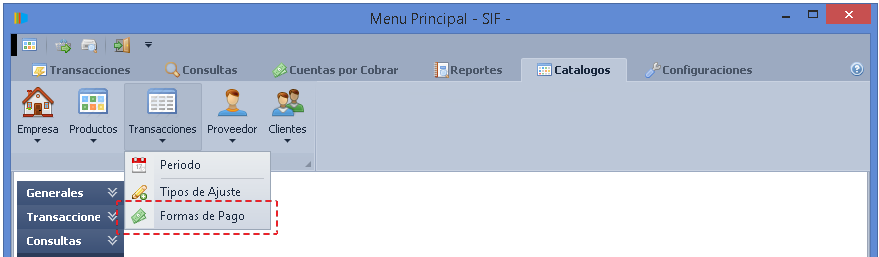 Menu Principal - SIF -
Transacciones Consultas Cuentas por Cobrar Reportes Catalogos Configuraciones
Empresa Productos Transacciones Proveedor Clientes
Periodo
Generales
Tipos de Ajuste
Transaccione
Formas de Pago
Consultas